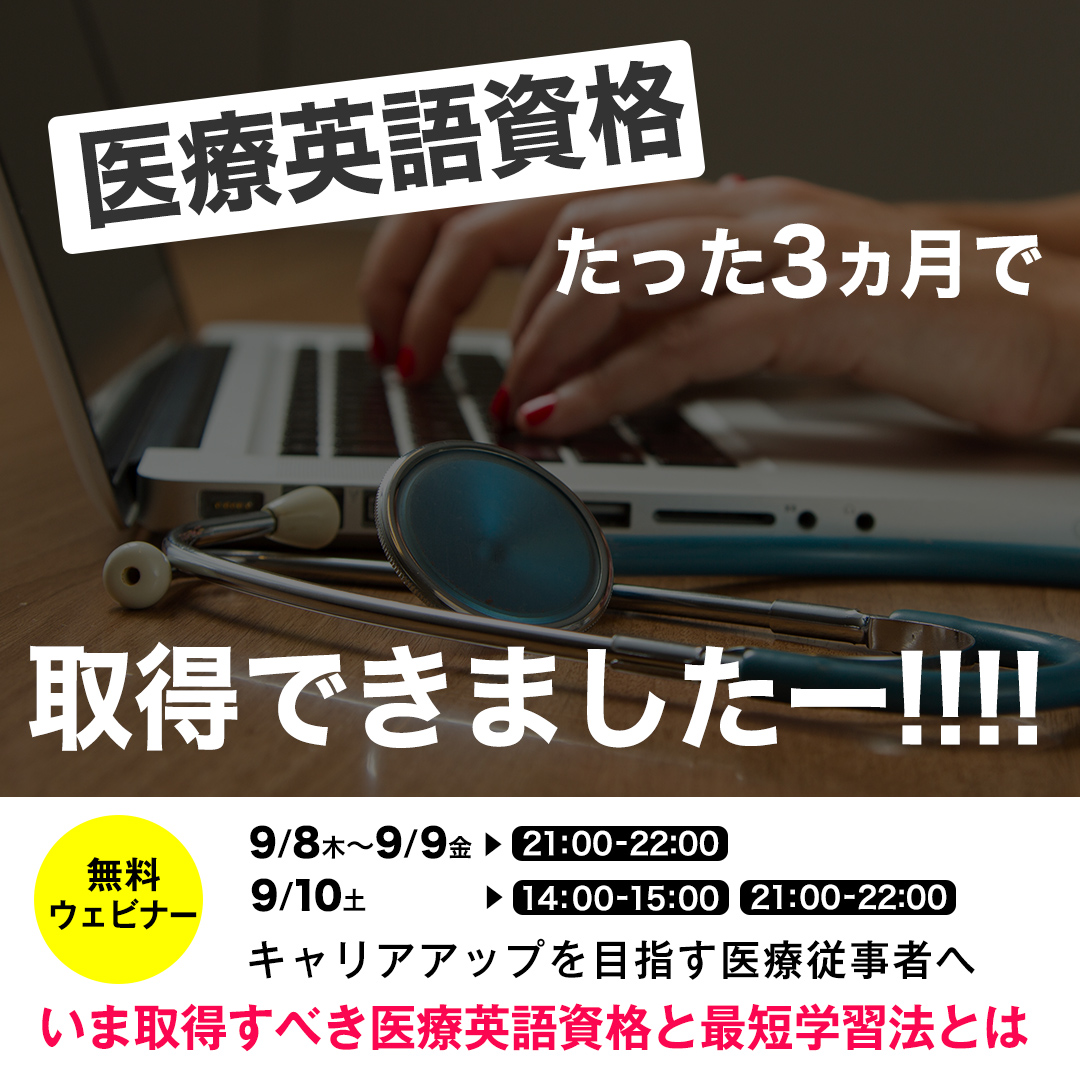 医療英語資格
たった3ヵ月で
取得できましたー!!!!
無料
ウェビナー
9/8木～9/9金 ▶ 21:00-22:00
9/10土 ▶ 14:00-15:00 21:00-22:00
キャリアアップを目指す医療従事者へ
いま取得すべき医療英語資格と最短学習法とは